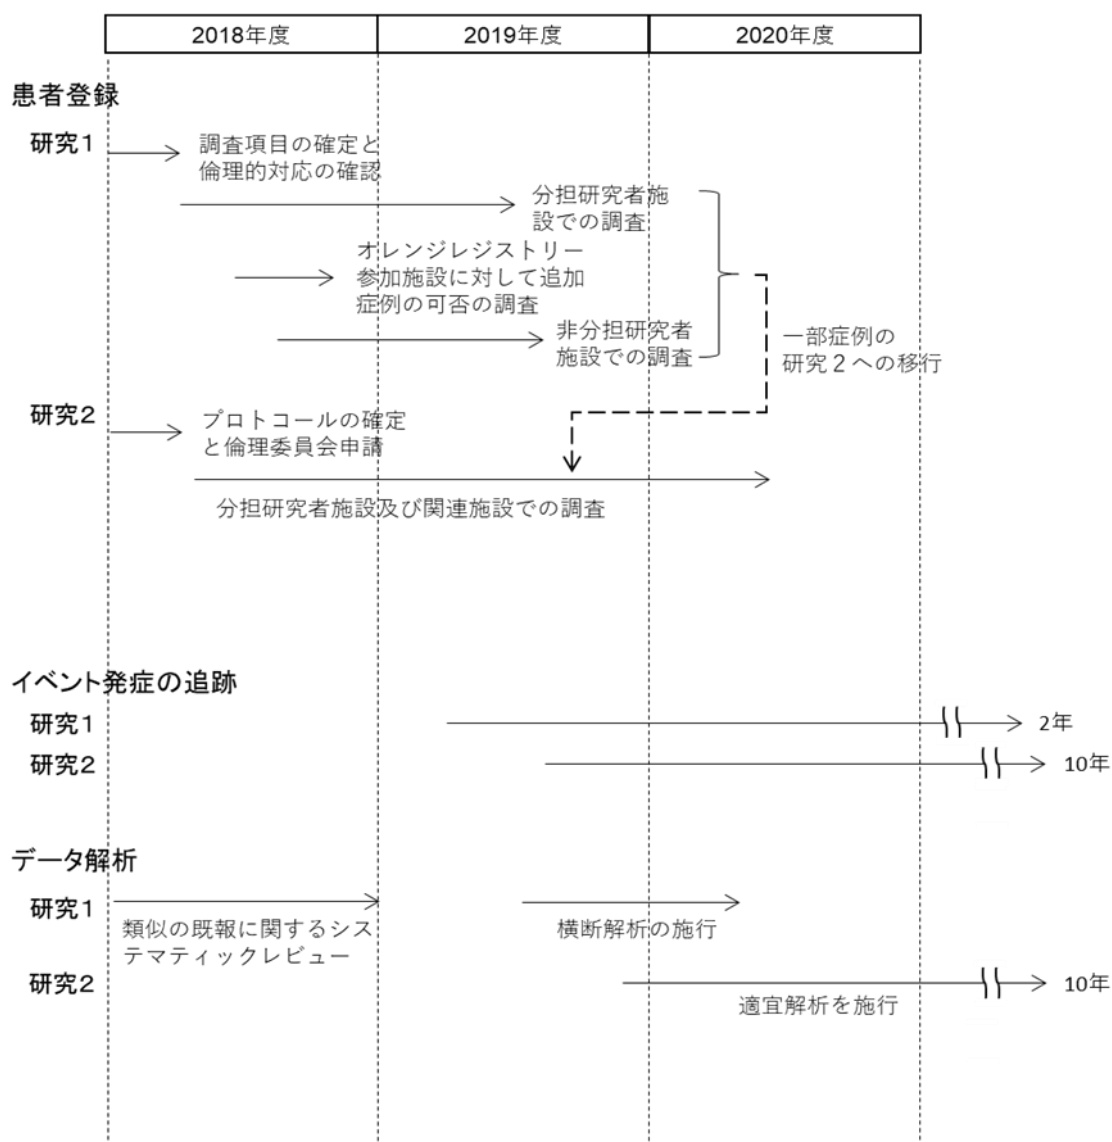 2018年度
2019年度
2020年度
患者登録
研究1
調査項目の確定と
倫理的対応の確認
分担研究者施
設での調査
オレンジレジストリー
参加施設に対して追加
症例の可否の調査
非分担研究者
施設での調査
一部症例の
研究２への移行
研究2
プロトコールの確定
と倫理委員会申請
分担研究者施設及び関連施設での調査
イベント発症の追跡
研究1
2年
研究2
10年
データ解析
研究1
類似の既報に関するシス
テマティックレビュー
横断解析の施行
研究2
10年
適宜解析を施行